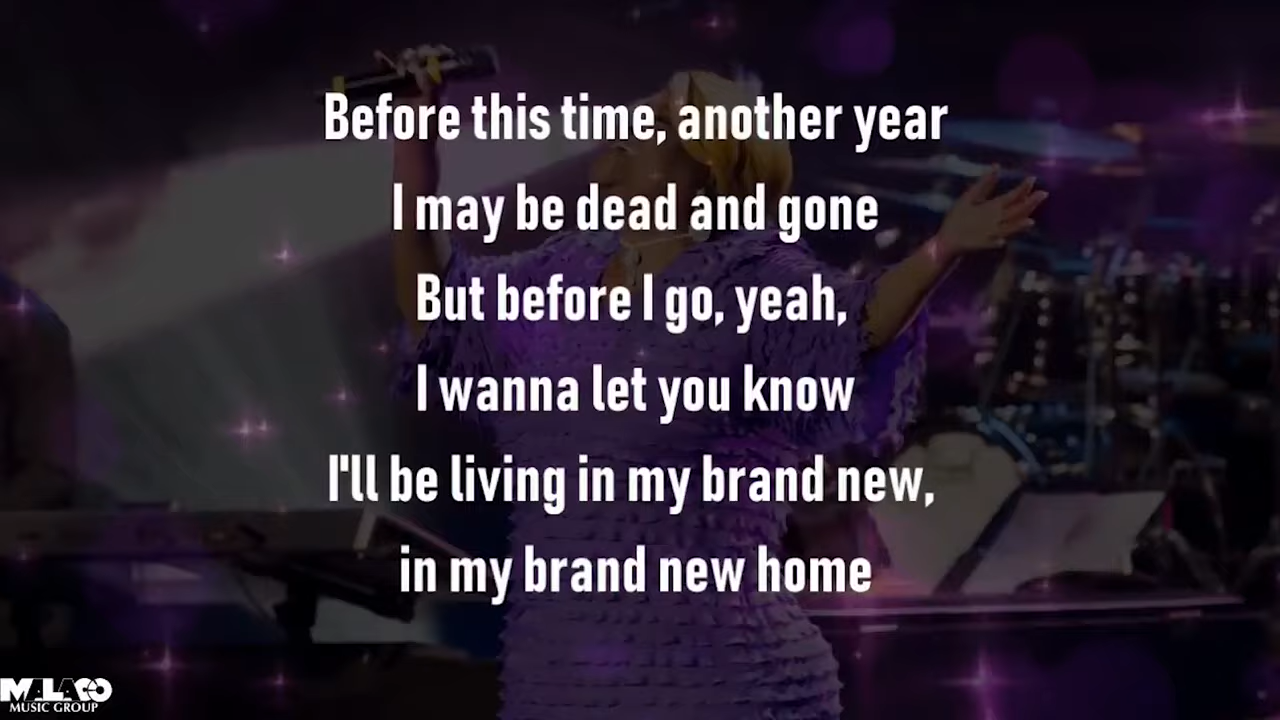 Before this time, another year
I may be dead and gone
But before I go, yeah,
I wanna let you know
I'll be living in my brand new,
in my brand new home
MALACO
MUSIC GROUP